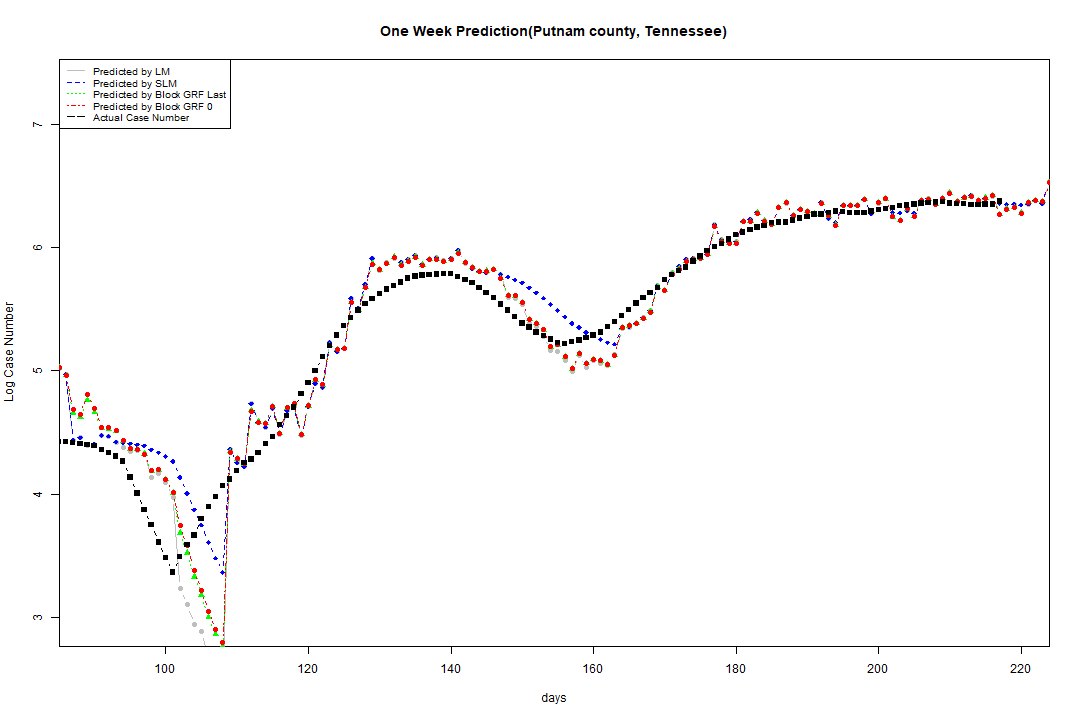 One Week Prediction(Putnam county, Tennessee)
Predicted by LM
Predicted by SLM
Predicted by Block GRF Last
Predicted by Block GRF 0
Actual Case Number
7
6
5
4
3
Log Case Number
100 120 140 160 180 200 220
days